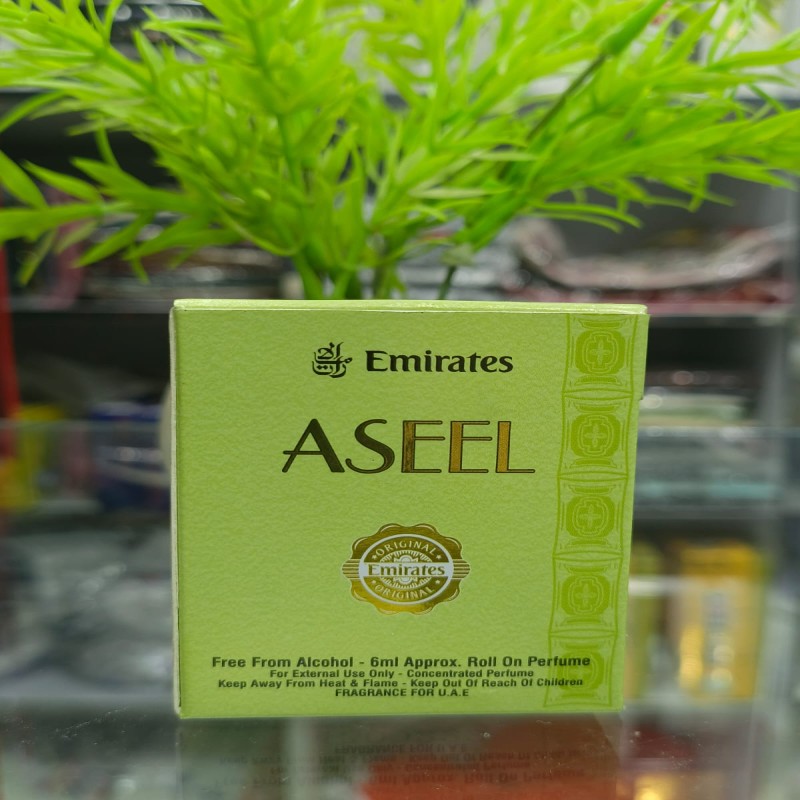 Emirates
ASEEL
ORIGINAL
Emirates
ORIGINAL
Free From Alcohol - 6ml Approx. Roll On Perfume
For External Use Only - Concentrated Perfume
Keep Away From Heat & Flame - Keep Out Of Reach Of Children
FRAGRANCE FOR U.A.E